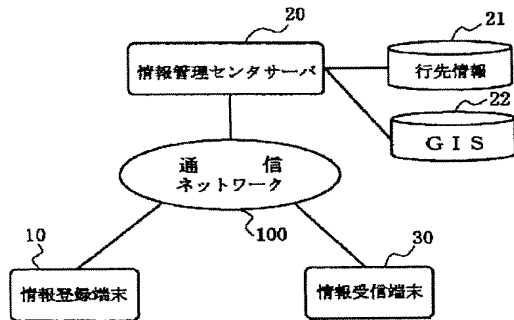 20
情報管理センタサーバ
21
行先情報
22
GIS
通 信
ネットワーク
100
10
情報登録端末
30
情報受信端末